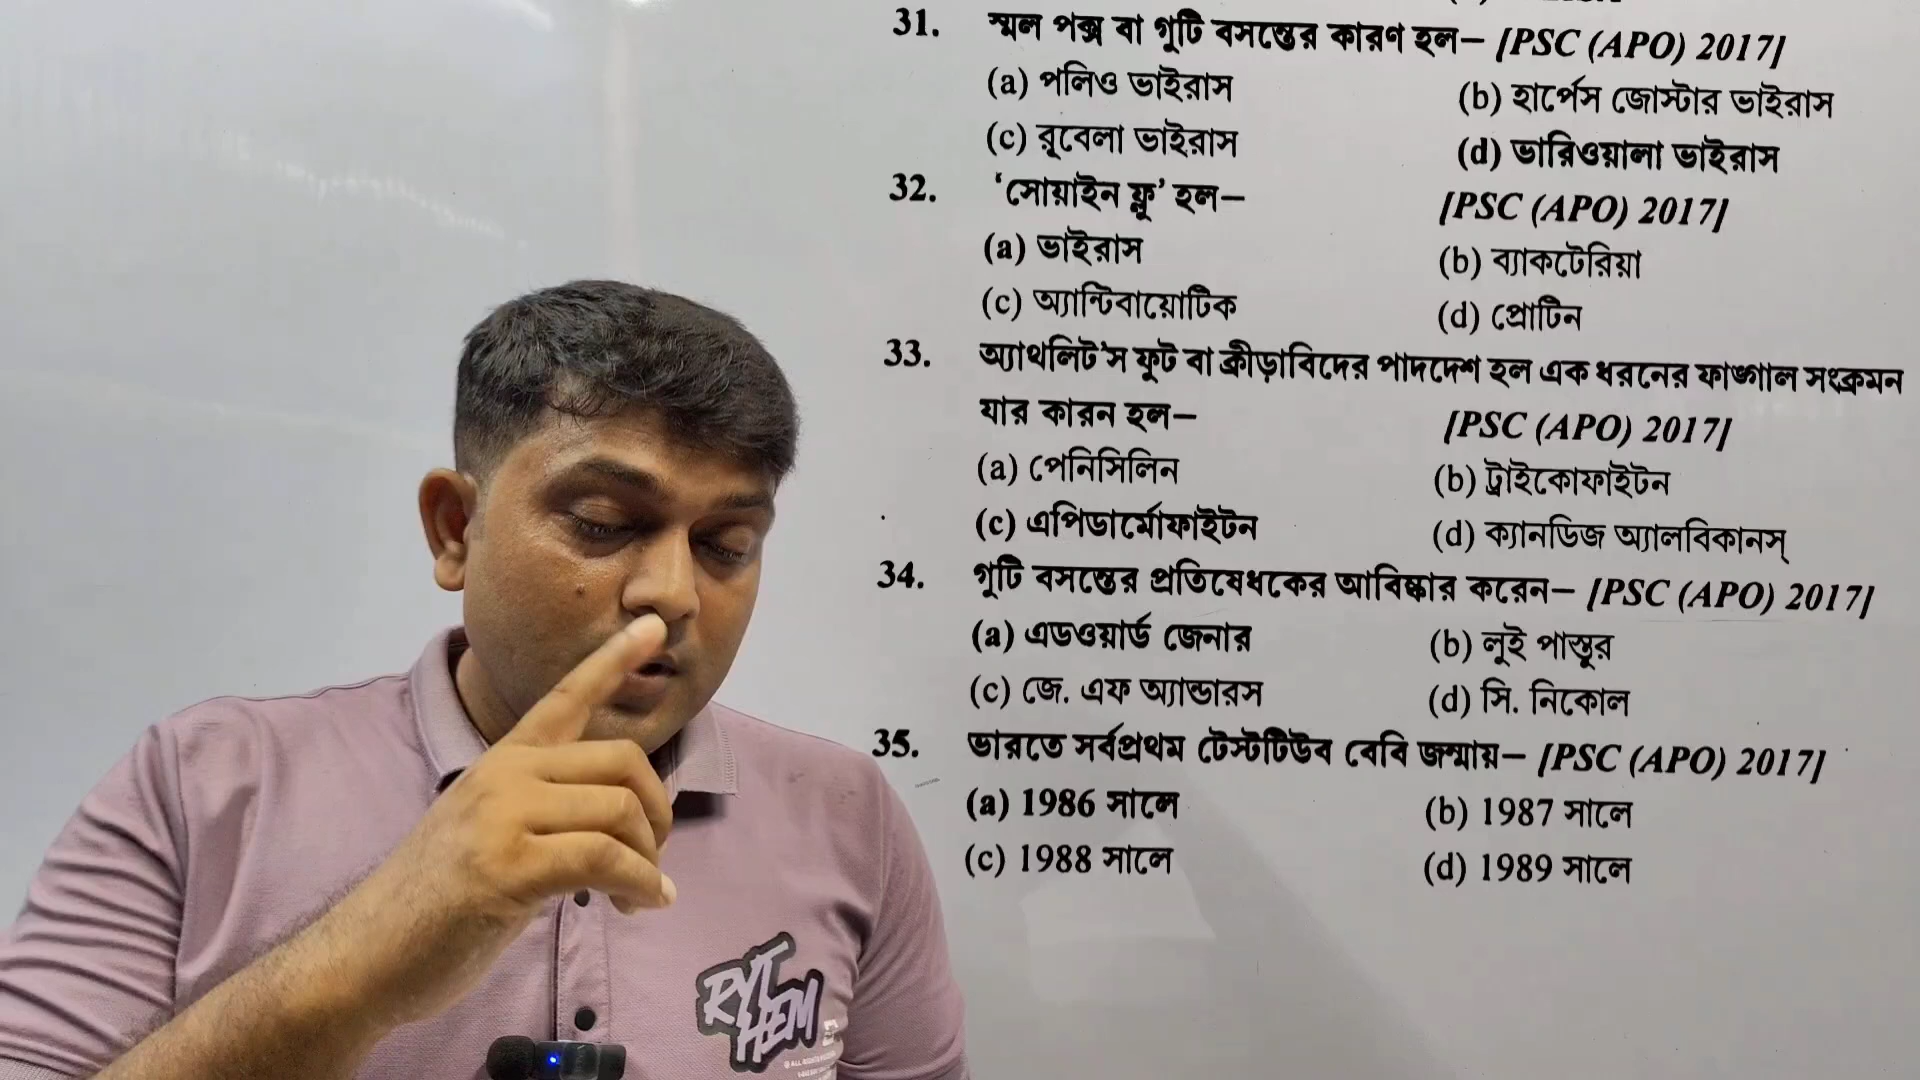 31. স্মল পক্স বা গুটি বসন্তের কারণ হল– [PSC (APO) 2017]
(a) পলিও ভাইরাস (b) হার্পেস জোস্টার ভাইরাস
(c) রুবেলা ভাইরাস (d) ভারিওয়ালা ভাইরাস
32. ‘সোয়াইন ফ্লু’ হল– [PSC (APO) 2017]
(a) ভাইরাস (b) ব্যাকটেরিয়া
(c) অ্যান্টিবায়োটিক (d) প্রোটিন
33. অ্যাথলিট'স ফুট বা ক্রীড়াবিদের পাদদেশ হল এক ধরনের ফাঙ্গাল সংক্রমন
যার কারন হল– [PSC (APO) 2017]
(a) পেনিসিলিন (b) ট্রাইকোফাইটন
(c) এপিডার্মোফাইটন (d) ক্যানডিজ অ্যালবিকানস্
34. গুটি বসন্তের প্রতিষেধকের আবিষ্কার করেন– [PSC (APO) 2017]
(a) এডওয়ার্ড জেনার (b) লুই পাস্তুর
(c) জে. এফ অ্যান্ডারস (d) সি. নিকোল
35. ভারতে সর্বপ্রথম টেস্টটিউব বেবি জন্মায়– [PSC (APO) 2017]
(a) 1986 সালে (b) 1987 সালে
(c) 1988 সালে (d) 1989 সালে
RYT
HEM